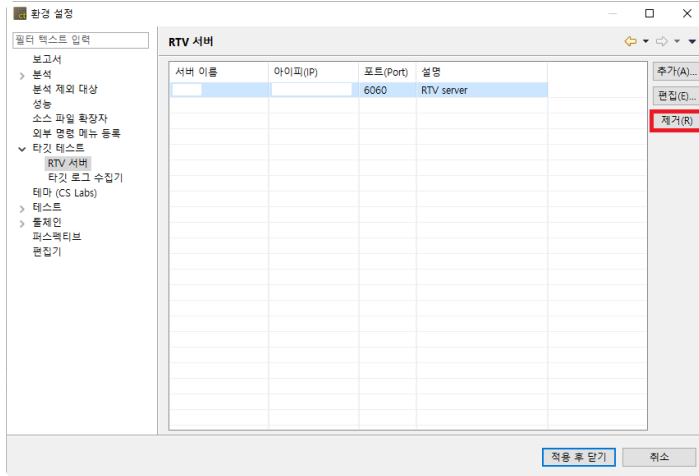 환경 설정
필터 텍스트 입력
보고서
분석
분석 제외 대상
성능
소스 파일 확장자
외부 명령 메뉴 등록
타깃 테스트
RTV 서버
타깃 로그 수집기
테마 (CS Labs)
테스트
툴체인
퍼스펙티브
편집기
RTV 서버
서버 이름 아이피(IP) 포트(Port) 설명
6060 RTV server
추가(A)...
편집(E)...
제거(R)
적용 후 닫기 취소